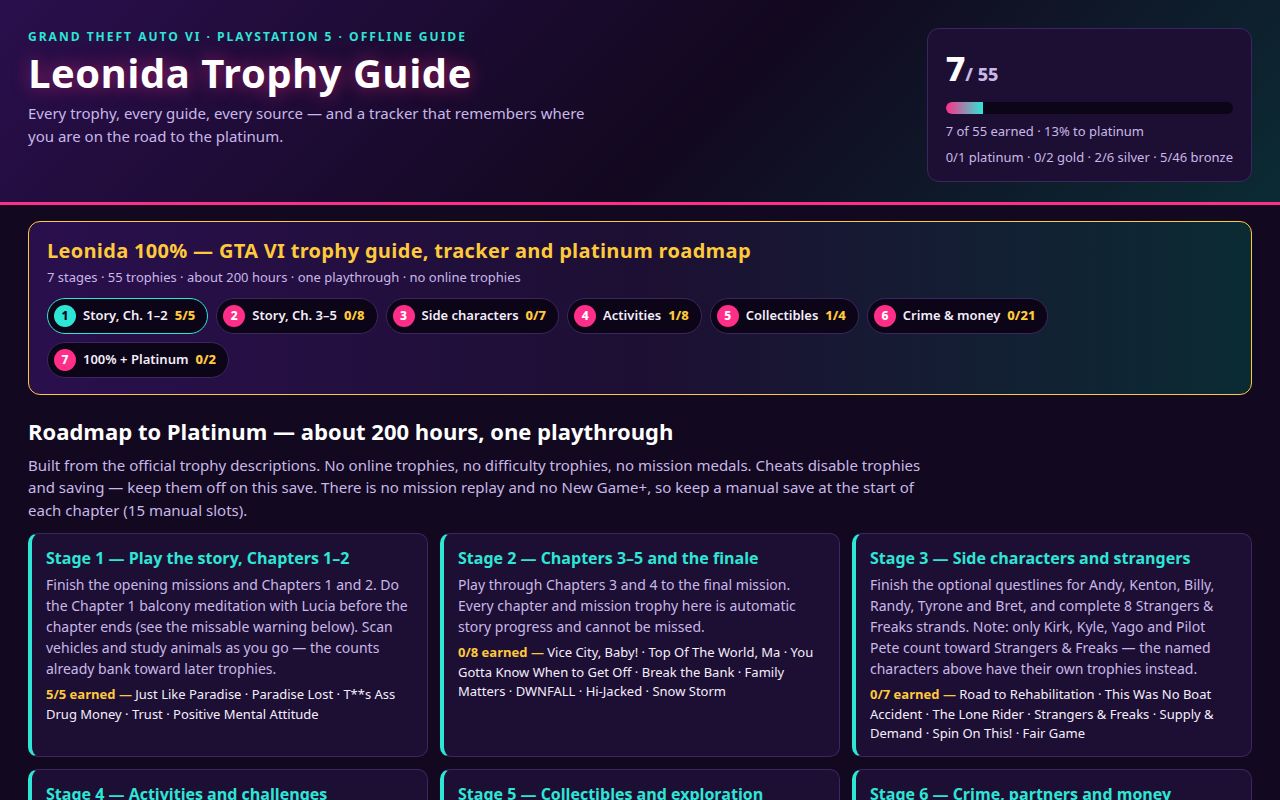 GRAND THEFT AUTO VI · PLAYSTATION 5 · OFFLINE GUIDE
Leonida Trophy Guide
Every trophy, every guide, every source — and a tracker that remembers where
you are on the road to the platinum.
7/ 55
7 of 55 earned · 13% to platinum
0/1 platinum · 0/2 gold · 2/6 silver · 5/46 bronze
Leonida 100% — GTA VI trophy guide, tracker and platinum roadmap
7 stages · 55 trophies · about 200 hours · one playthrough · no online trophies
1 Story, Ch. 1–2 5/5
2 Story, Ch. 3–5 0/8
3 Side characters 0/7
4 Activities 1/8
5 Collectibles 1/4
6 Crime & money 0/21
7 100% + Platinum 0/2
Roadmap to Platinum — about 200 hours, one playthrough
Built from the official trophy descriptions. No online trophies, no difficulty trophies, no mission medals. Cheats disable trophies
and saving — keep them off on this save. There is no mission replay and no New Game+, so keep a manual save at the start of
each chapter (15 manual slots).
Stage 1 — Play the story, Chapters 1–2
Finish the opening missions and Chapters 1 and 2. Do
the Chapter 1 balcony meditation with Lucia before the
chapter ends (see the missable warning below). Scan
vehicles and study animals as you go — the counts
already bank toward later trophies.
5/5 earned — Just Like Paradise · Paradise Lost · T**s Ass
Drug Money · Trust · Positive Mental Attitude
Stage 2 — Chapters 3–5 and the finale
Play through Chapters 3 and 4 to the final mission.
Every chapter and mission trophy here is automatic
story progress and cannot be missed.
0/8 earned — Vice City, Baby! · Top Of The World, Ma · You
Gotta Know When to Get Off · Break the Bank · Family
Matters · DWNFALL · Hi-Jacked · Snow Storm
Stage 3 — Side characters and strangers
Finish the optional questlines for Andy, Kenton, Billy,
Randy, Tyrone and Bret, and complete 8 Strangers &
Freaks strands. Note: only Kirk, Kyle, Yago and Pilot
Pete count toward Strangers & Freaks — the named
characters above have their own trophies instead.
0/7 earned — Road to Rehabilitation · This Was No Boat
Accident · The Lone Rider · Strangers & Freaks · Supply &
Demand · Spin On This! · Fair Game
Stage 4 — Activities and challenges
Stage 5 — Collectibles and exploration
Stage 6 — Crime, partners and money